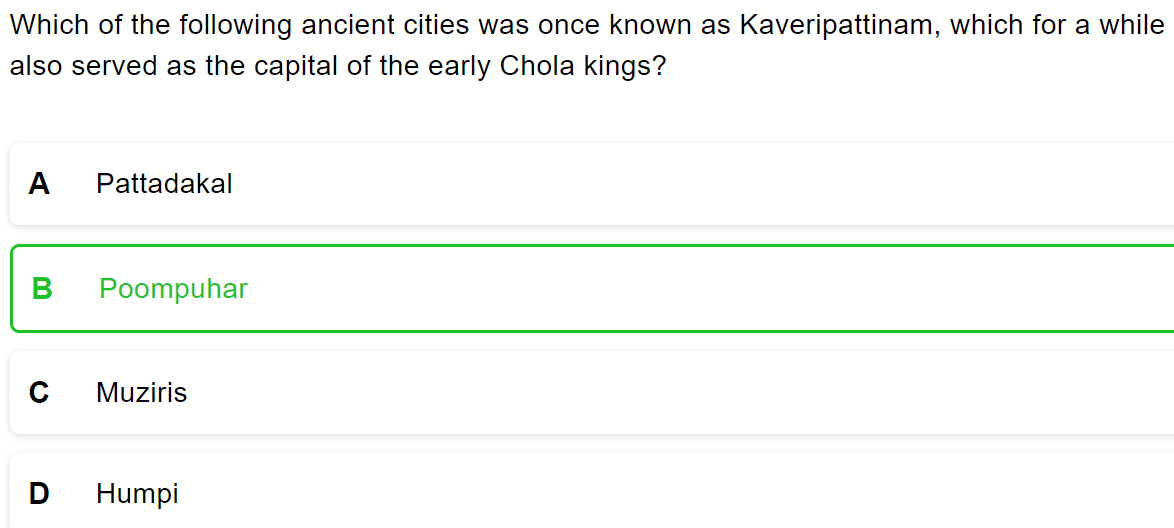 Which of the following ancient cities was once known as Kaveripattinam, which for a while
also served as the capital of the early Chola kings?
A Pattadakal
B Poompuhar
C Muziris
D Humpi